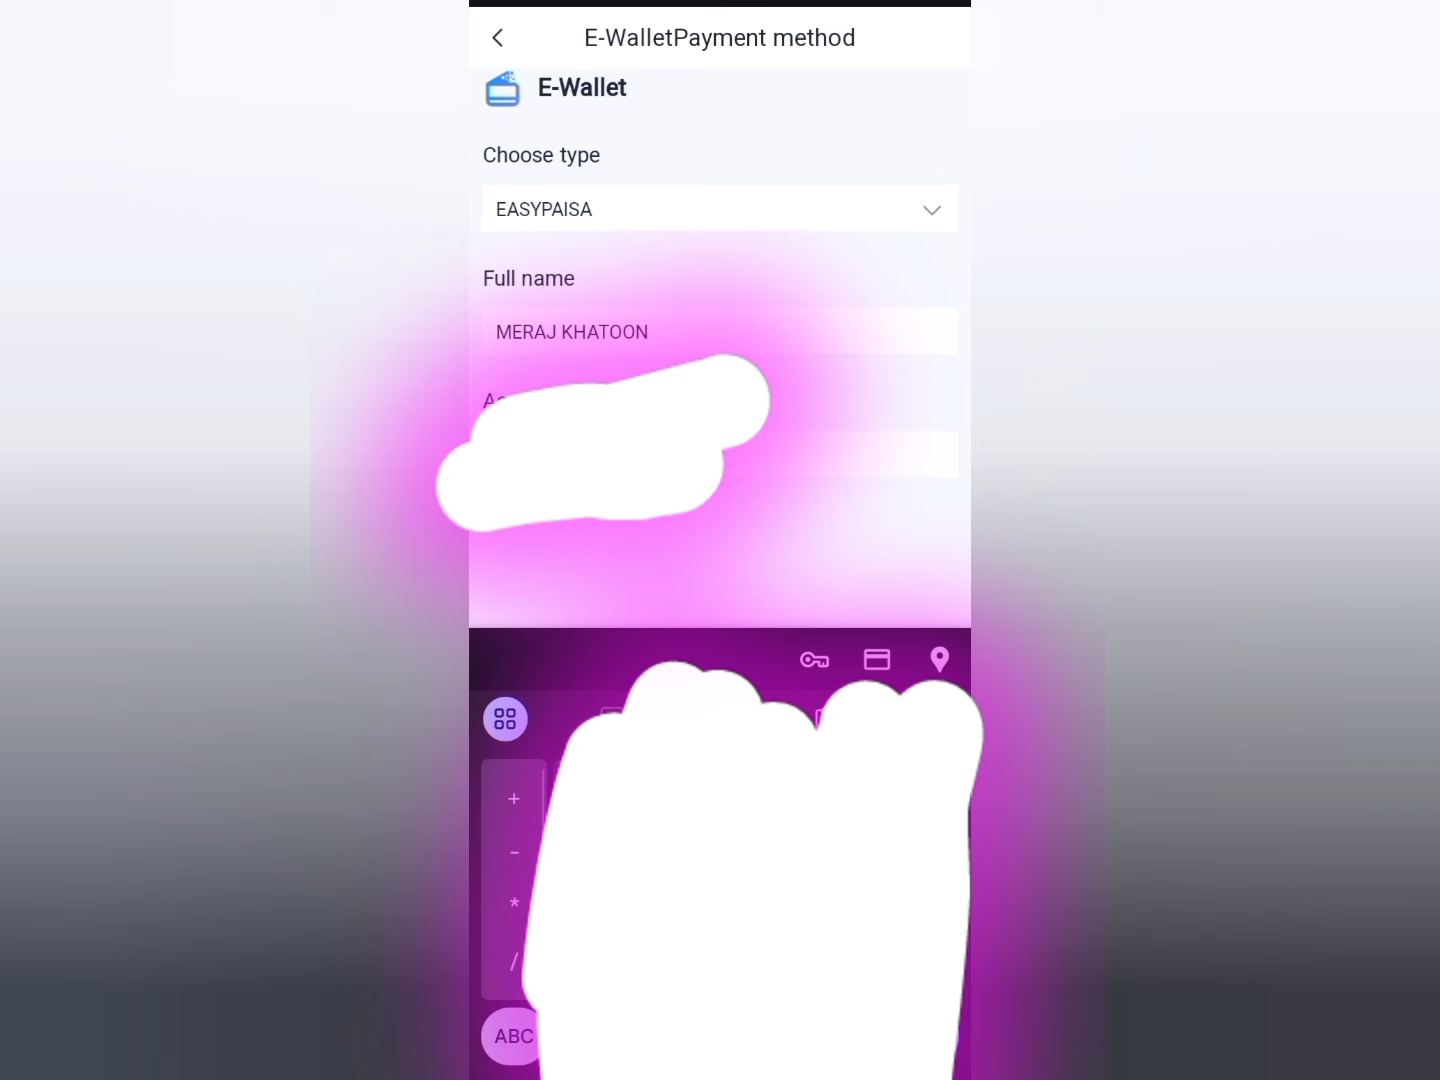 E-WalletPayment method
E-Wallet
Choose type
EASYPAISA
Full name
MERAJ KHATOON
+
-
*
/
ABC